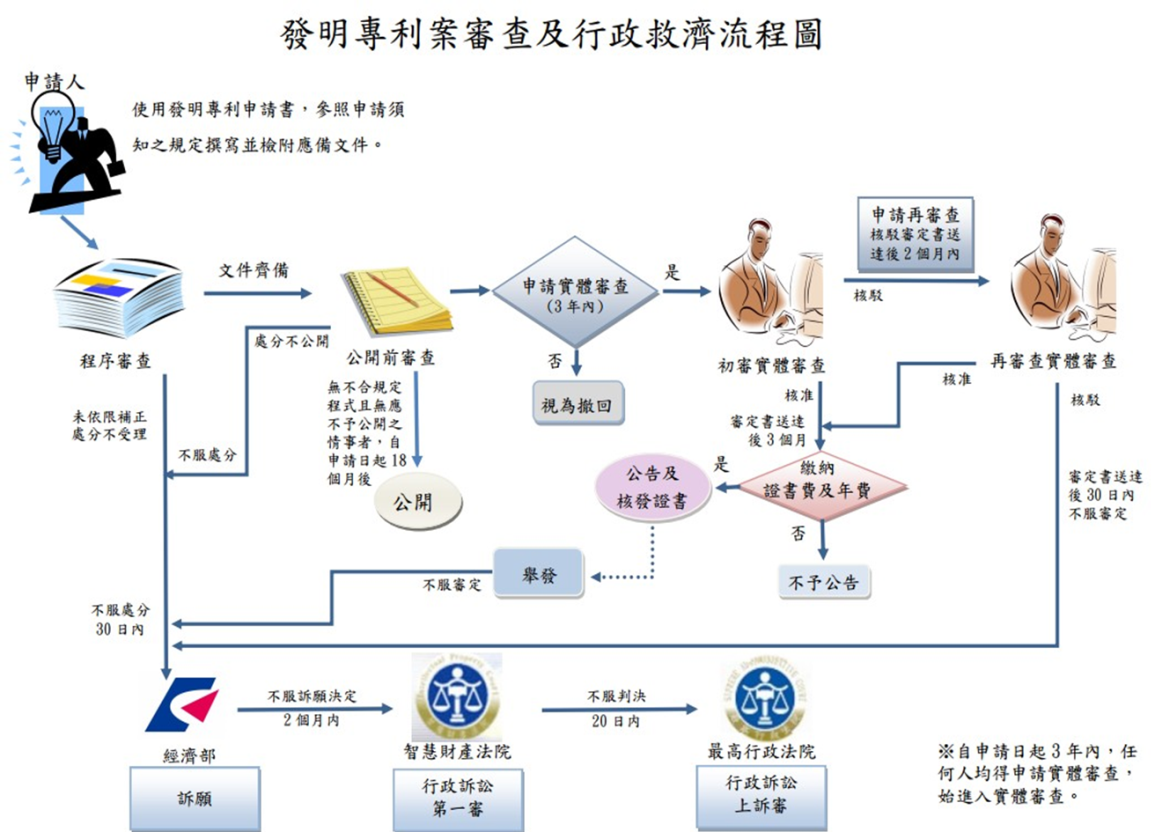 發明專利案審查及行政救濟流程圖
申請人
使用發明專利申請書，參照申請須
知之規定撰寫並檢附應備文件。
申請再審查
核駁審定書送
達後2個月內
文件齊備
申請實體審查
(3年內)
是
核駁
處分不公開
程序審查
公開前審查
否
初審實體審查
再審查實體審查
無不合規定
程式且無應
不予公開之
情事者，自
申請日起18
個月後
視為撤回
核准
核准
核駁
未依限補正
處分不受理
審定書送達
後3個月
不服處分
公告及
核發證書
是
繳納
證書費及年費
審定書送達
後30日內
不服審定
公開
否
舉發
不服審定
不予公告
不服處分
30日內
不服訴願決定
2個月內
不服判決
20日內
經濟部
智慧財產法院
最高行政法院
訴願
行政訴訟
第一審
行政訴訟
上訴審
※自申請日起3年內，任
何人均得申請實體審查，
始進入實體審查。